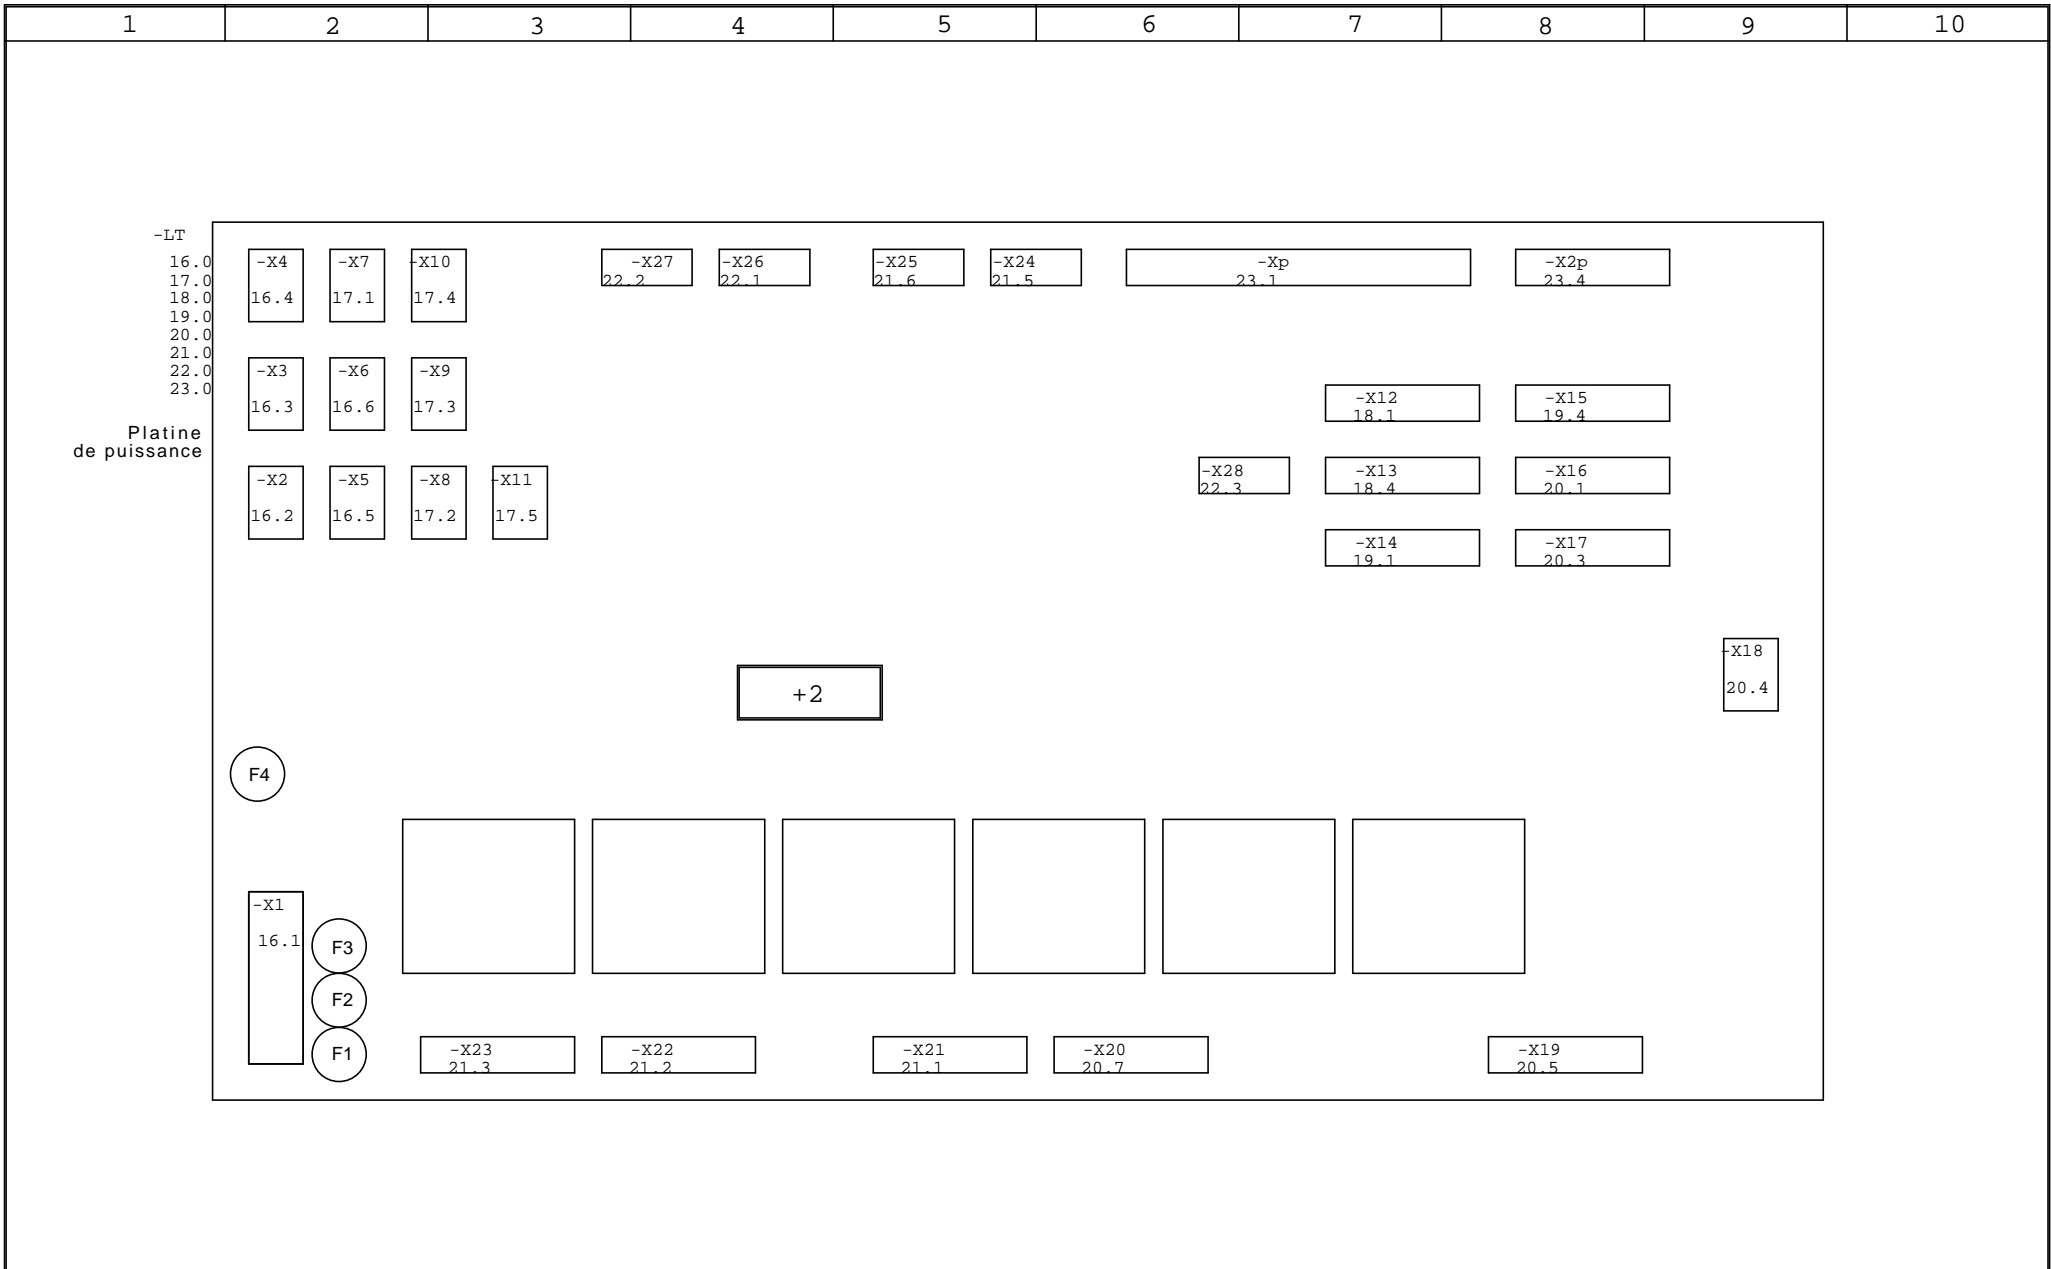 1 2 3 4 5 6 7 8 9 10
-LT
16.0
17.0
18.0
19.0
20.0
21.0
22.0
23.0
Platine
de puissance
-X4 -X7 -X10 -X27 -X26 -X25 -X24 -Xp -X2p
22.2 22.1 21.6 21.5 23.1 23.4
16.4 17.1 17.4
-X3 -X6 -X9
16.3 16.6 17.3
-X12 -X15
18.1 19.4
-X28 -X13 -X16
22.3 18.4 20.1
-X2 -X5 -X8 -X11
16.2 16.5 17.2 17.5
-X14 -X17
19.1 20.3
-X18
20.4
+2
F4
-X1
16.1
F3
F2
F1
-X23 -X22 -X21 -X20 -X19
21.3 21.2 21.1 20.7 20.5